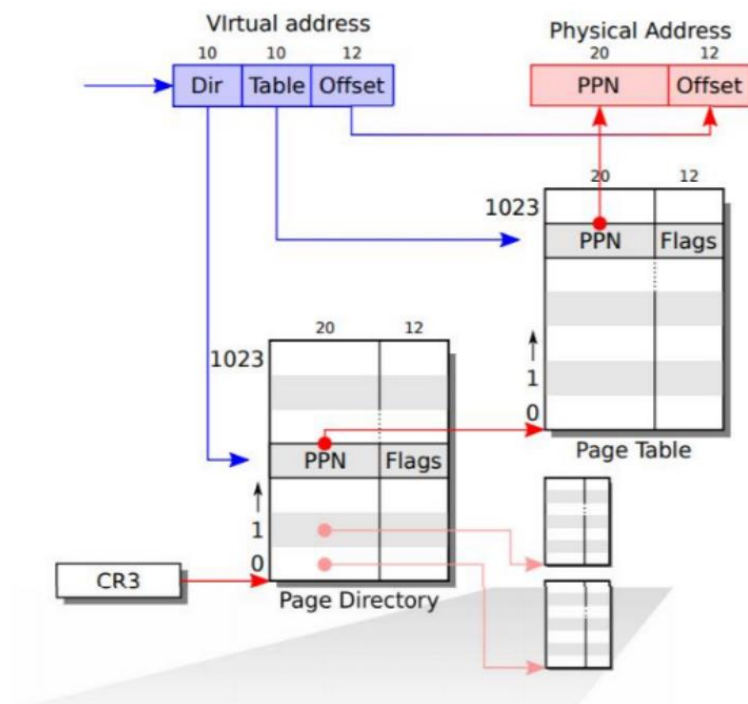 VIrtual address
Physical Address
10 10 12
20 12
Dir Table Offset
PPN Offset
20 12
1023
PPN Flags
1
0
Page Table
20 12
1023
PPN Flags
1
0
CR3
Page Directory